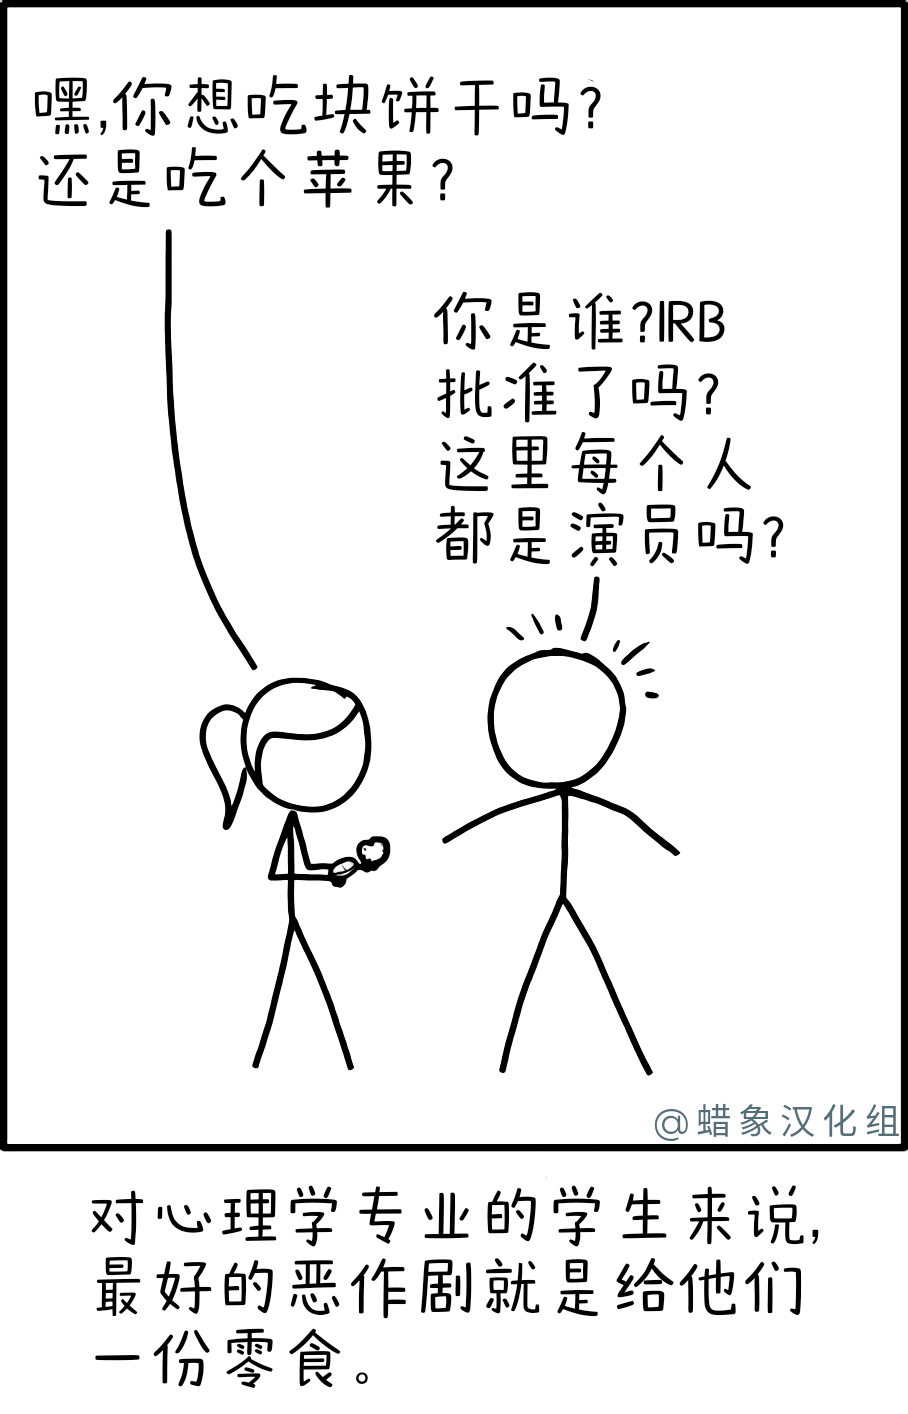 嘿,你想吃块饼干吗?
还是吃个苹果?
你是谁?IRB
批准了吗?
这里每个人
都是演员吗?
@蜡象汉化组
对心理学专业的学生来说,
最好的恶作剧就是给他们
一份零食。